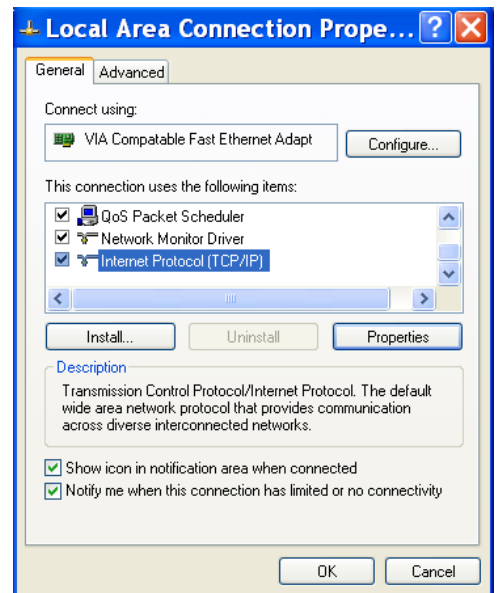 Local Area Connection Prope...
General Advanced
Connect using:
VIA Compatable Fast Ethernet Adapt Configure...
This connection uses the following items:
QoS Packet Scheduler
Network Monitor Driver
Internet Protocol (TCP/IP)
Install... Uninstall Properties
Description
Transmission Control Protocol/Internet Protocol. The default
wide area network protocol that provides communication
across diverse interconnected networks.
Show icon in notification area when connected
Notify me when this connection has limited or no connectivity
OK Cancel